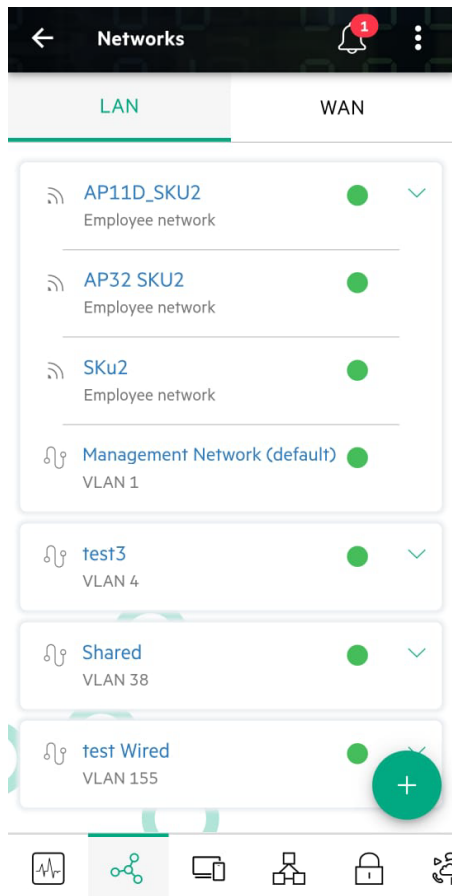 Networks
1
LAN
WAN
AP11D_SKU2
Employee network
AP32 SKU2
Employee network
SKu2
Employee network
Management Network (default)
VLAN 1
test3
VLAN 4
Shared
VLAN 38
test Wired
VLAN 155
+